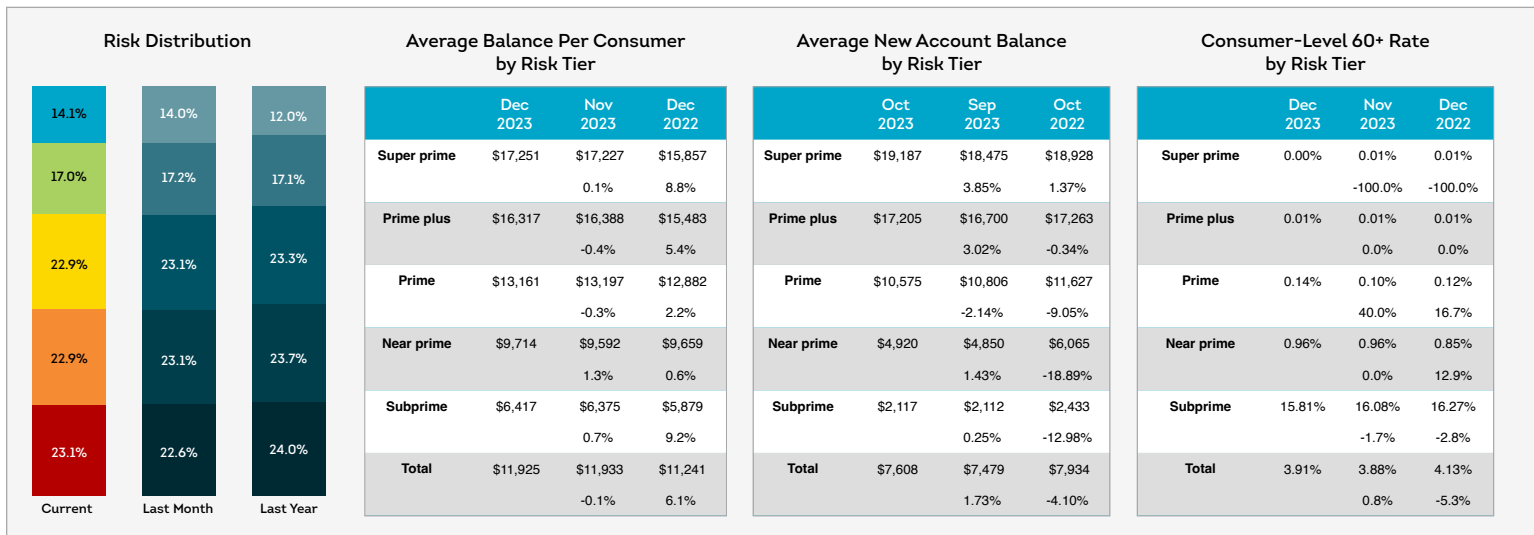 Risk Distribution
14.1%
17.0%
22.9%
22.9%
23.1%
Current
14.0%
17.2%
23.1%
23.1%
22.6%
Last Month
12.0%
17.1%
23.3%
23.7%
24.0%
Last Year
Average Balance Per Consumer
by Risk Tier
Dec Nov Dec
2023 2023 2022
Super prime $17,251 $17,227 $15,857
0.1% 8.8%
Prime plus $16,317 $16,388 $15,483
-0.4% 5.4%
Prime $13,161 $13,197 $12,882
-0.3% 2.2%
Near prime $9,714 $9,592 $9,659
1.3% 0.6%
Subprime $6,417 $6,375 $5,879
0.7% 9.2%
Total $11,925 $11,933 $11,241
-0.1% 6.1%
Average New Account Balance
by Risk Tier
Oct Sep Oct
2023 2023 2022
Super prime $19,187 $18,475 $18,928
3.85% 1.37%
Prime plus $17,205 $16,700 $17,263
3.02% -0.34%
Prime $10,575 $10,806 $11,627
-2.14% -9.05%
Near prime $4,920 $4,850 $6,065
1.43% -18.89%
Subprime $2,117 $2,112 $2,433
0.25% -12.98%
Total $7,608 $7,479 $7,934
1.73% -4.10%
Consumer-Level 60+ Rate
by Risk Tier
Dec Nov Dec
2023 2023 2022
Super prime 0.00% 0.01% 0.01%
-100.0% -100.0%
Prime plus 0.01% 0.01% 0.01%
0.0% 0.0%
Prime 0.14% 0.10% 0.12%
40.0% 16.7%
Near prime 0.96% 0.96% 0.85%
0.0% 12.9%
Subprime 15.81% 16.08% 16.27%
-1.7% -2.8%
Total 3.91% 3.88% 4.13%
0.8% -5.3%